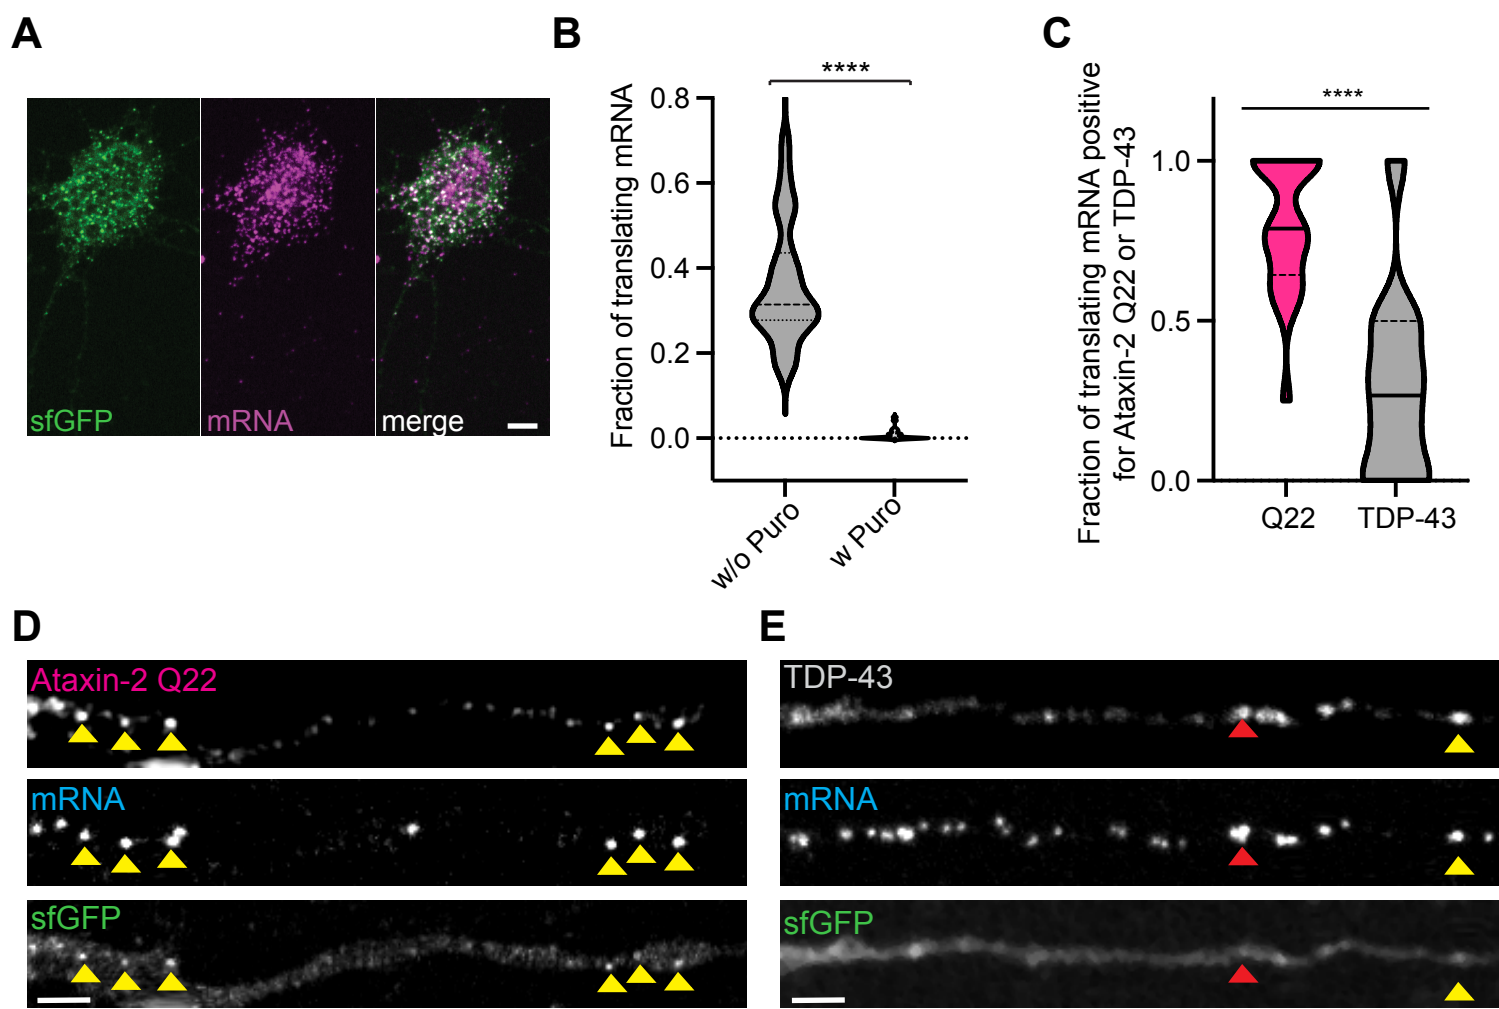 A
sfGFP
mRNA
merge
B
****
Fraction of translating mRNA
0.8
0.6
0.4
0.2
0.0
w/o Puro
w Puro
C
****
Fraction of translating mRNA positive
for Ataxin-2 Q22 or TDP-43
1.0
0.5
0.0
Q22
TDP-43
D
Ataxin-2 Q22
mRNA
sfGFP
E
TDP-43
mRNA
sfGFP